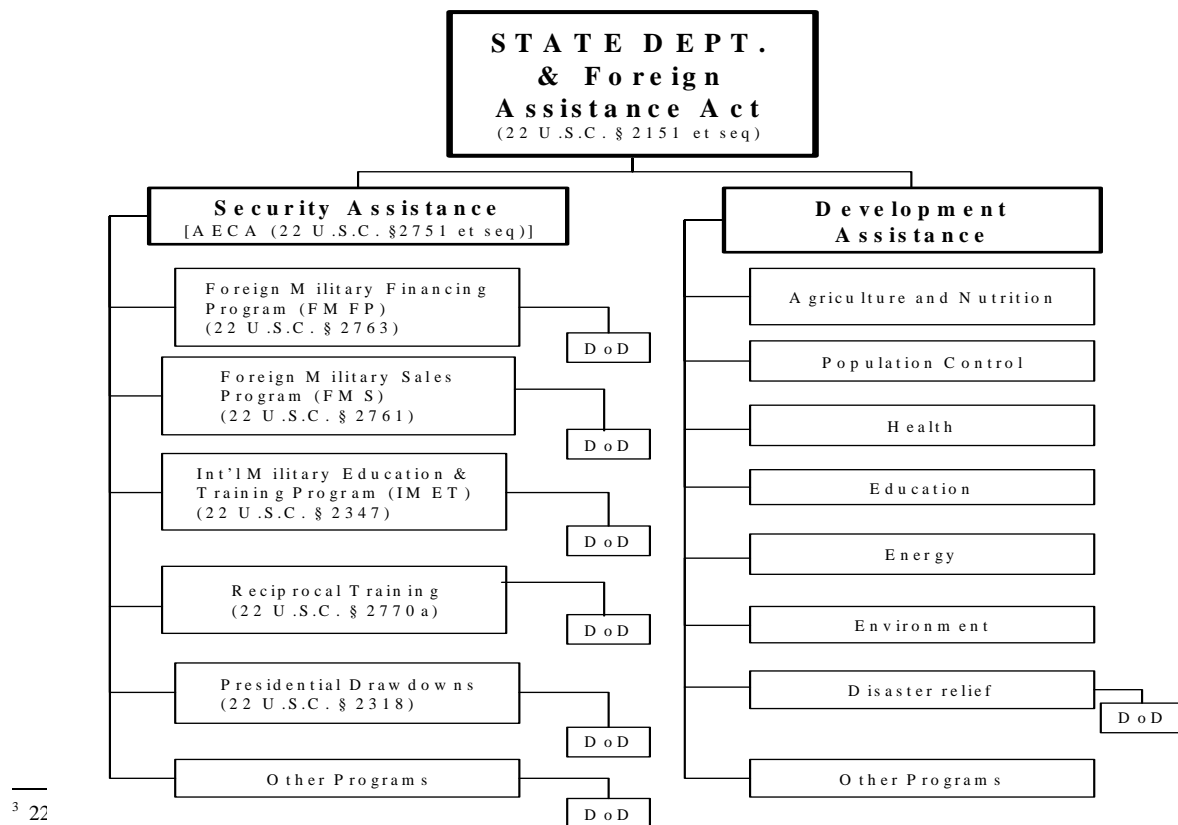 STATE DEPT.
& Foreign
Assistance Act
(22 U.S.C. § 2151 et seq)
Security Assistance
[AECA (22 U.S.C. §2751 et seq)]
Foreign Military Financing
Program (FMFP)
(22 U.S.C. § 2763)
DoD
Foreign Military Sales
Program (FMS)
(22 U.S.C. § 2761)
DoD
Int'l Military Education &
Training Program (IMET)
(22 U.S.C. § 2347)
DoD
Reciprocal Training
(22 U.S.C. § 2770a)
DoD
Presidential Drawdowns
(22 U.S.C. § 2318)
DoD
Other Programs
DoD
Development
Assistance
Agriculture and Nutrition
Population Control
Health
Education
Energy
Environment
Disaster relief
DoD
Other Programs
3 22